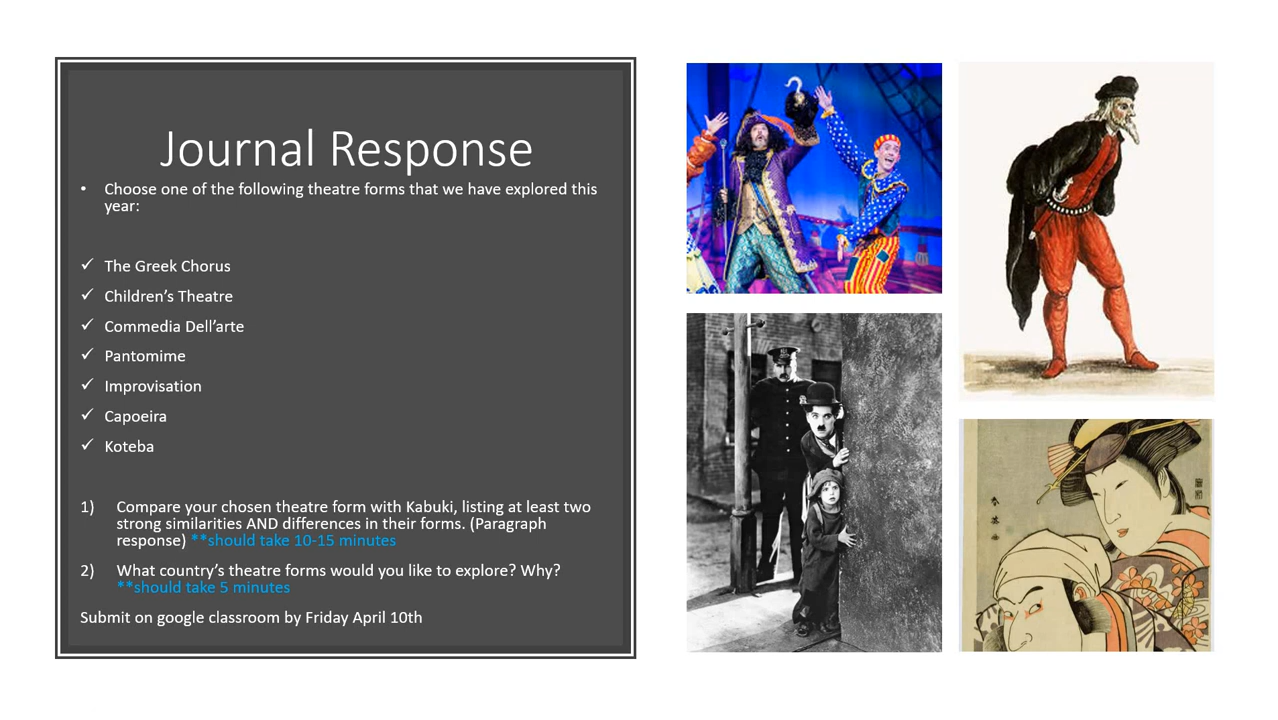 Journal Response
• Choose one of the following theatre forms that we have explored this
year:
✓ The Greek Chorus
✓ Children’s Theatre
✓ Commedia Dell’arte
✓ Pantomime
✓ Improvisation
✓ Capoeira
✓ Koteba
1) Compare your chosen theatre form with Kabuki, listing at least two
strong similarities AND differences in their forms. (Paragraph
response) **should take 10-15 minutes
2) What country’s theatre forms would you like to explore? Why?
**should take 5 minutes
Submit on google classroom by Friday April 10th